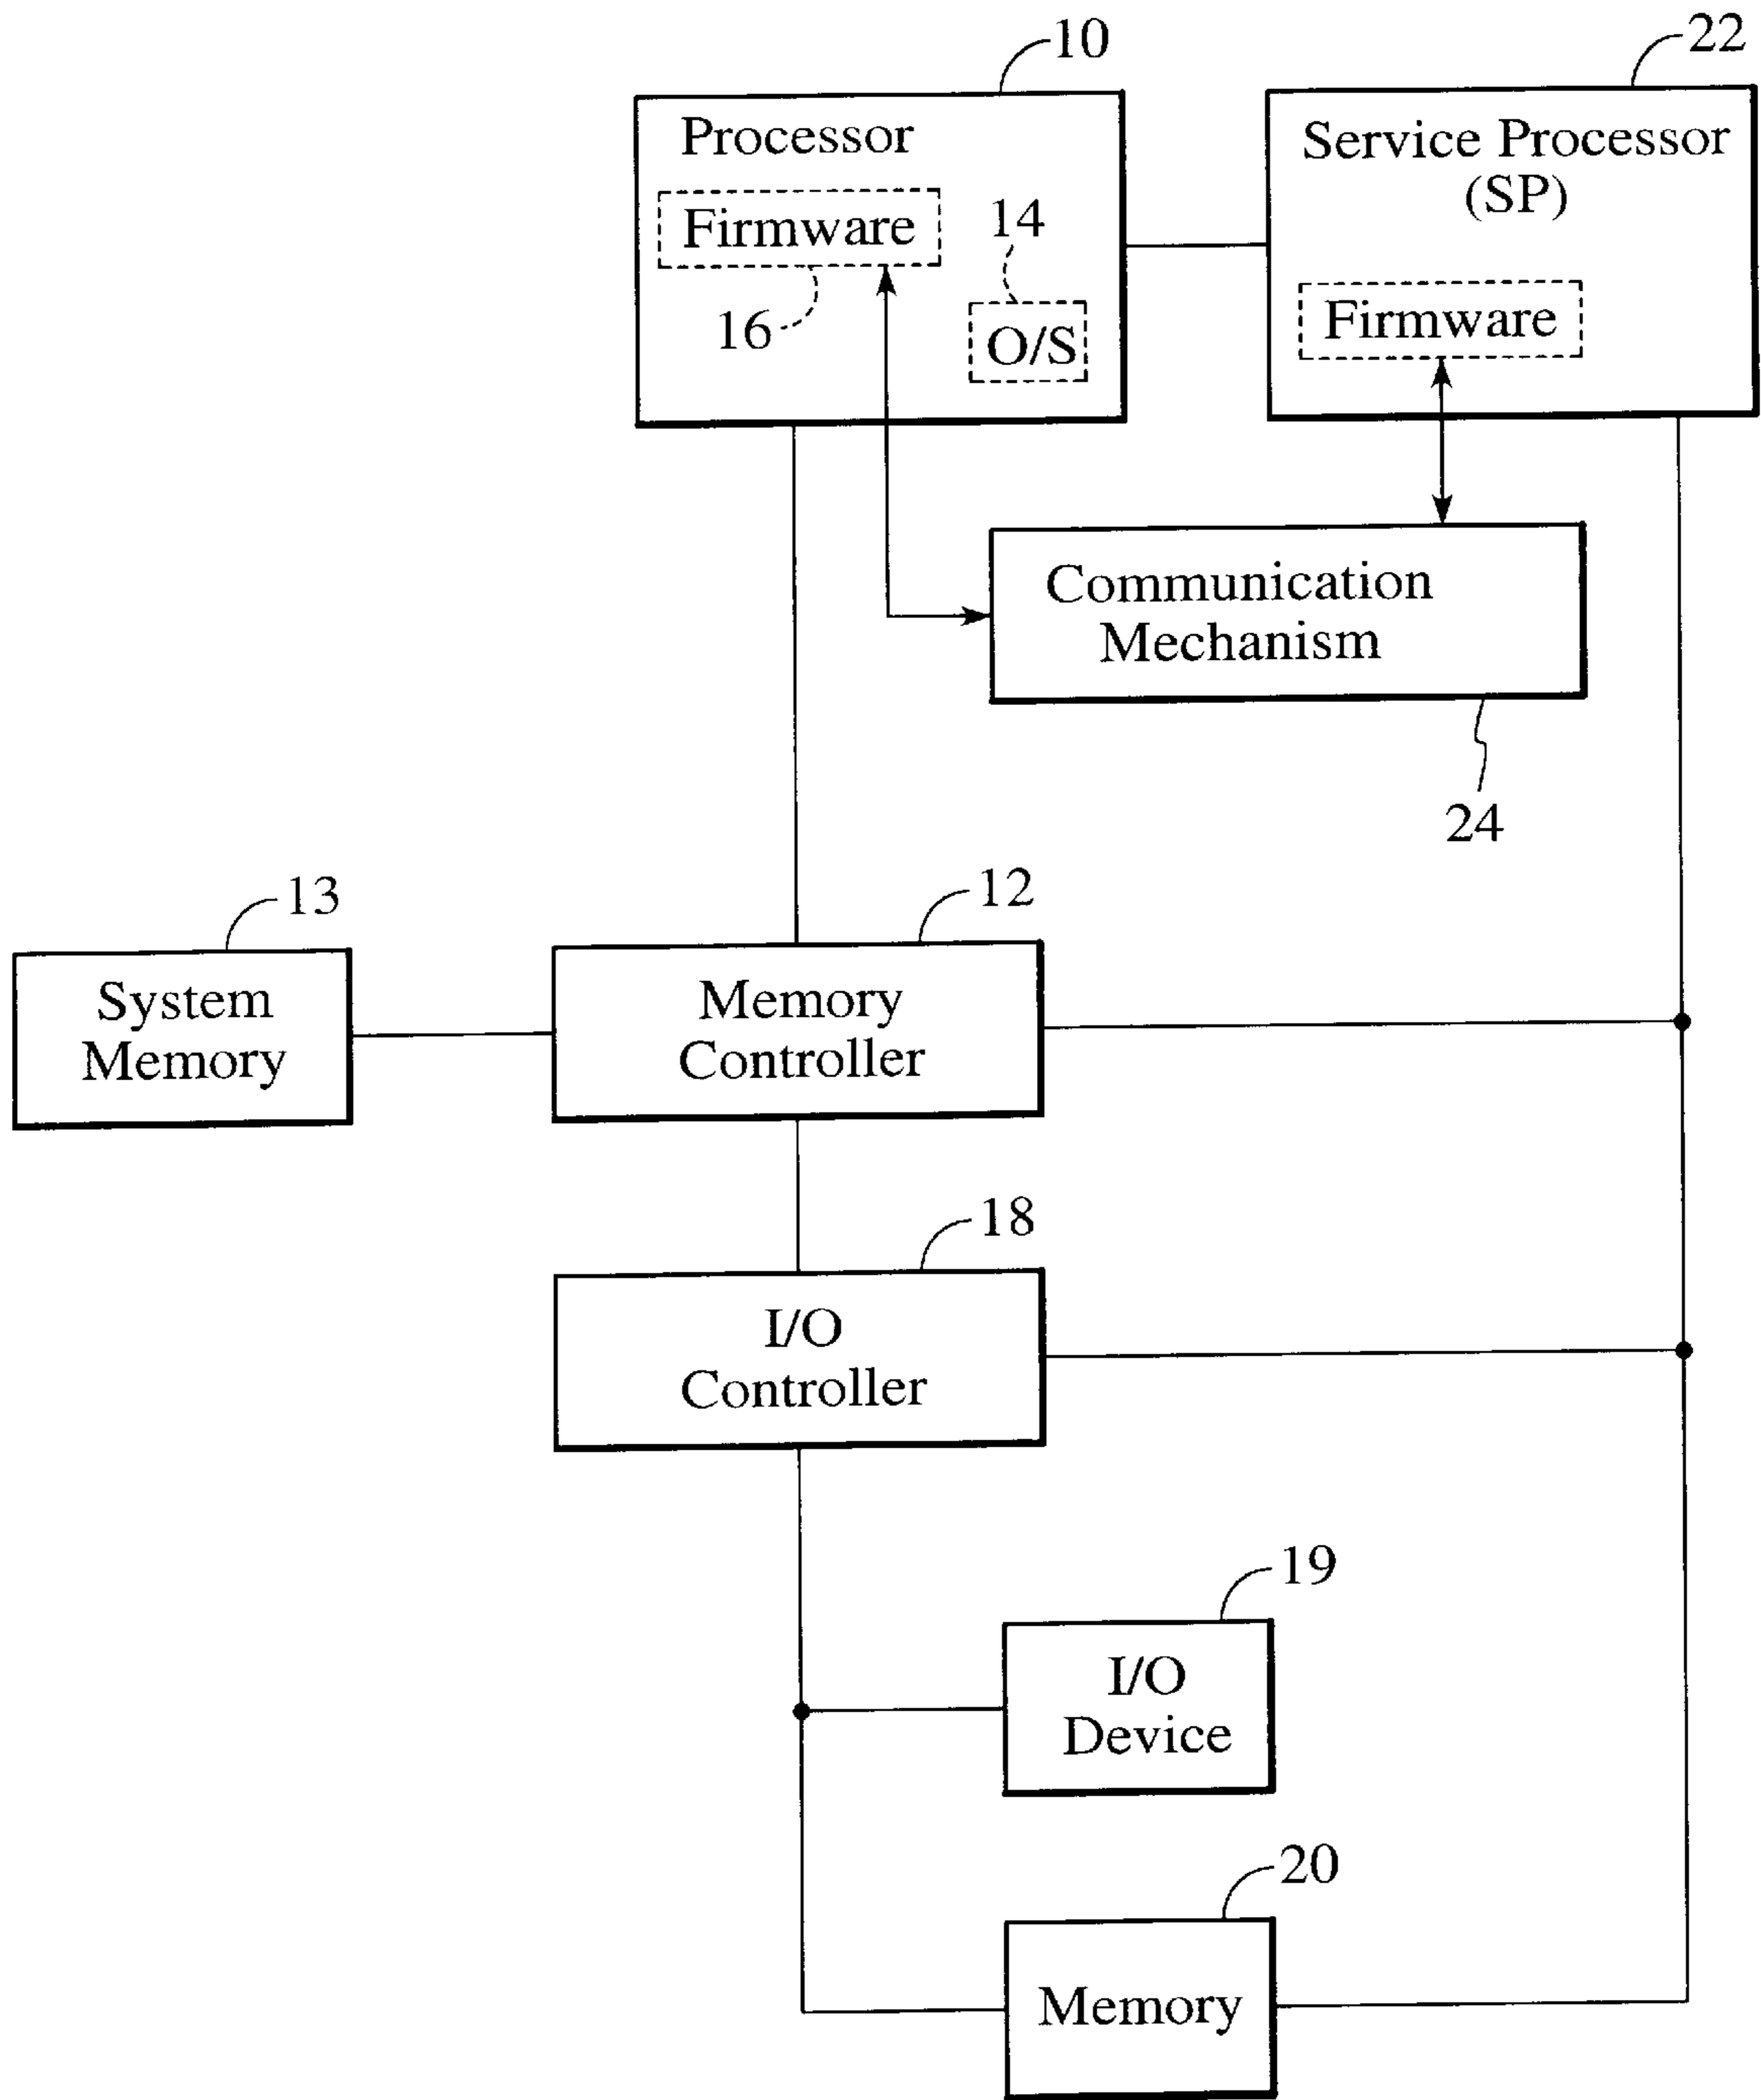 10
22
Processor
Service Processor
(SP)
Firmware
14
16
O/S
Firmware
Communication
Mechanism
24
13
12
System
Memory
Memory
Controller
18
I/O
Controller
19
I/O
Device
20
Memory